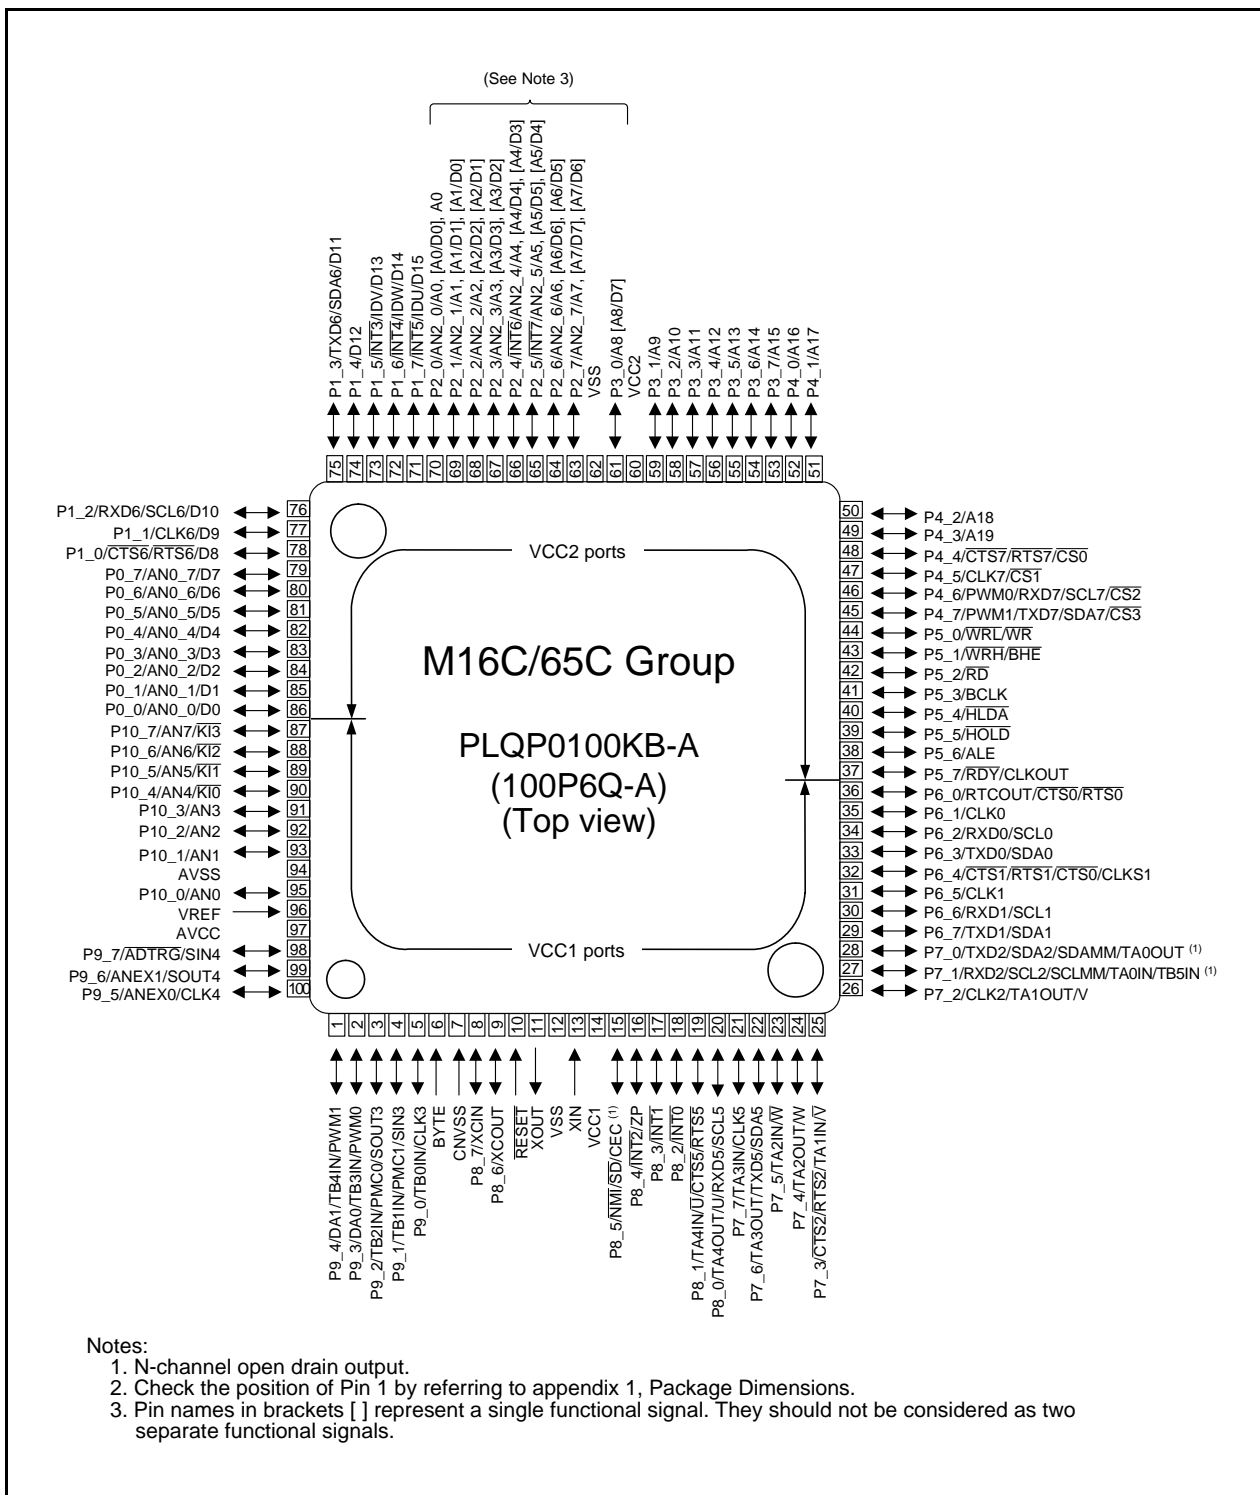 (See Note 3)
P1_3/TXD6/SDA6/D11
P1_4/D12
P1_5/INT3/IDV/D13
P1_6/INT4/IDW/D14
P1_7/INT5/IDU/D15
P2_0/AN2_0/A0, [A0/D0], A0
P2_1/AN2_1/A1, [A1/D1], [A1/D0]
P2_2/AN2_2/A2, [A2/D2], [A2/D1]
P2_3/AN2_3/A3, [A3/D3], [A3/D2]
P2_4/INT6/AN2_4/A4, [A4/D4], [A4/D3]
P2_5/INT7/AN2_5/A5, [A5/D5], [A5/D4]
P2_6/AN2_6/A6, [A6/D6], [A6/D5]
P2_7/AN2_7/A7, [A7/D7], [A7/D6]
VSS
P3_0/A8 [A8/D7]
VCC2
P3_1/A9
P3_2/A10
P3_3/A11
P3_4/A12
P3_5/A13
P3_6/A14
P3_7/A15
P4_0/A16
P4_1/A17
75 74 73 72 71 70 69 68 67 66 65 64 63 62 61 60 59 58 57 56 55 54 53 52 51
P1_2/RXD6/SCL6/D10 76
P1_1/CLK6/D9 77
P1_0/CTS6/RTS6/D8 78
P0_7/AN0_7/D7 79
P0_6/AN0_6/D6 80
P0_5/AN0_5/D5 81
P0_4/AN0_4/D4 82
P0_3/AN0_3/D3 83
P0_2/AN0_2/D2 84
P0_1/AN0_1/D1 85
P0_0/AN0_0/D0 86
P10_7/AN7/KI3 87
P10_6/AN6/KI2 88
P10_5/AN5/KI1 89
P10_4/AN4/KI0 90
P10_3/AN3 91
P10_2/AN2 92
P10_1/AN1 93
AVSS 94
P10_0/AN0 95
VREF 96
AVCC 97
P9_7/ADTRG/SIN4 98
P9_6/ANEX1/SOUT4 99
P9_5/ANEX0/CLK4 100
VCC2 ports
M16C/65C Group
PLQP0100KB-A
(100P6Q-A)
(Top view)
VCC1 ports
50 P4_2/A18
49 P4_3/A19
48 P4_4/CTS7/RTS7/CS0
47 P4_5/CLK7/CS1
46 P4_6/PWM0/RXD7/SCL7/CS2
45 P4_7/PWM1/TXD7/SDA7/CS3
44 P5_0/WRL/WR
43 P5_1/WRH/BHE
42 P5_2/RD
41 P5_3/BCLK
40 P5_4/HLDA
39 P5_5/HOLD
38 P5_6/ALE
37 P5_7/RDY/CLKOUT
36 P6_0/RTCOUT/CTS0/RTS0
35 P6_1/CLK0
34 P6_2/RXD0/SCL0
33 P6_3/TXD0/SDA0
32 P6_4/CTS1/RTS1/CTS0/CLKS1
31 P6_5/CLK1
30 P6_6/RXD1/SCL1
29 P6_7/TXD1/SDA1
28 P7_0/TXD2/SDA2/SDAMM/TA0OUT (1)
27 P7_1/RXD2/SCL2/SCLMM/TA0IN/TB5IN (1)
26 P7_2/CLK2/TA1OUT/V
1 2 3 4 5 6 7 8 9 10 11 12 13 14 15 16 17 18 19 20 21 22 23 24 25
P9_4/DA1/TB4IN/PWM1
P9_3/DA0/TB3IN/PWM0
P9_2/TB2IN/PMC0/SOUT3
P9_1/TB1IN/PMC1/SIN3
P9_0/TB0IN/CLK3
BYTE
CNVSS
P8_7/XCIN
P8_6/XCOUT
RESET
XOUT
VSS
XIN
VCC1
P8_5/NMI/SD/CEC (1)
P8_4/INT2/ZP
P8_3/INT1
P8_2/INT0
P8_1/TA4IN/U/CTS5/RTS5
P8_0/TA4OUT/U/RXD5/SCL5
P7_7/TA3IN/CLK5
P7_6/TA3OUT/TXD5/SDA5
P7_5/TA2IN/W
P7_4/TA2OUT/W
P7_3/CTS2/RTS2/TA1IN/V
Notes:
1. N-channel open drain output.
2. Check the position of Pin 1 by referring to appendix 1, Package Dimensions.
3. Pin names in brackets [ ] represent a single functional signal. They should not be considered as two
separate functional signals.